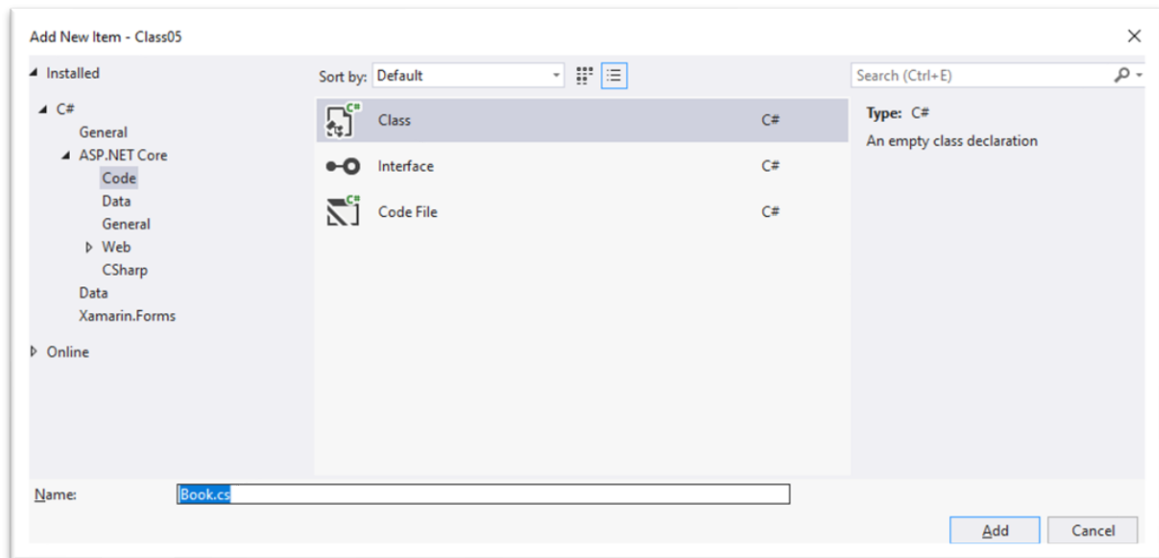 Add New Item - Class05
Installed
C#
General
ASP.NET Core
Code
Data
General
Web
CSharp
Data
Xamarin.Forms
Online
Sort by: Default
Class C#
Interface C#
Code File C#
Search (Ctrl+E)
Type: C#
An empty class declaration
Name: Book.cs
Add Cancel